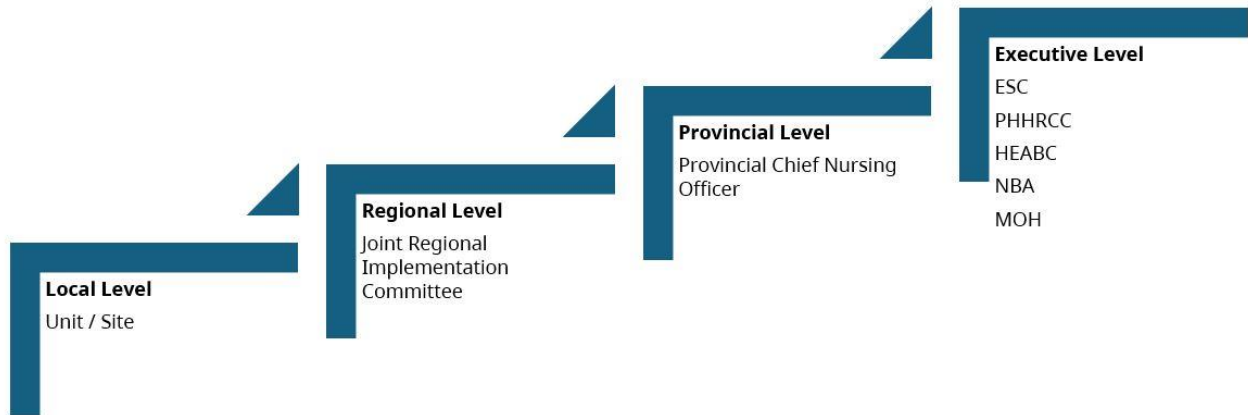 Local Level
Unit / Site
Regional Level
Joint Regional
Implementation
Committee
Provincial Level
Provincial Chief Nursing
Officer
Executive Level
ESC
PHHRCC
HEABC
NBA
MOH